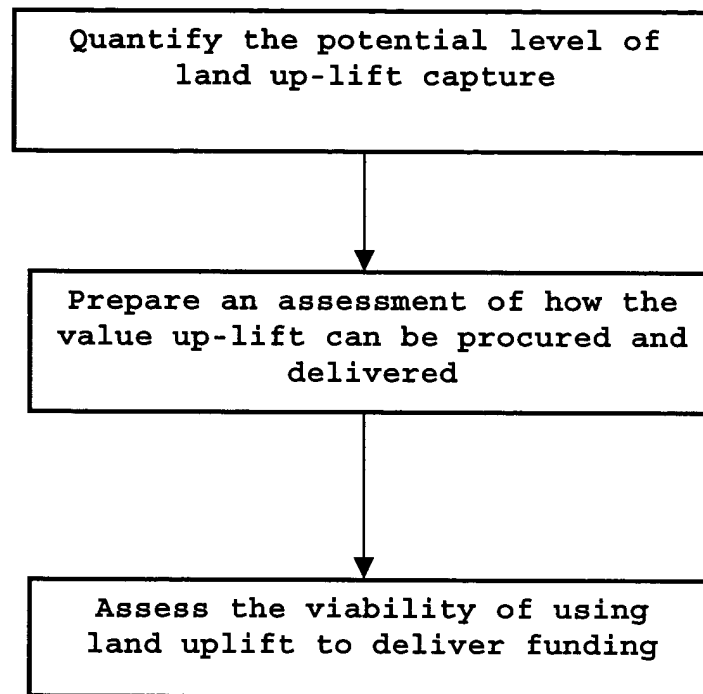 Quantify the potential level of
land up-lift capture
Prepare an assessment of how the
value up-lift can be procured and
delivered
Assess the viability of using
land uplift to deliver funding